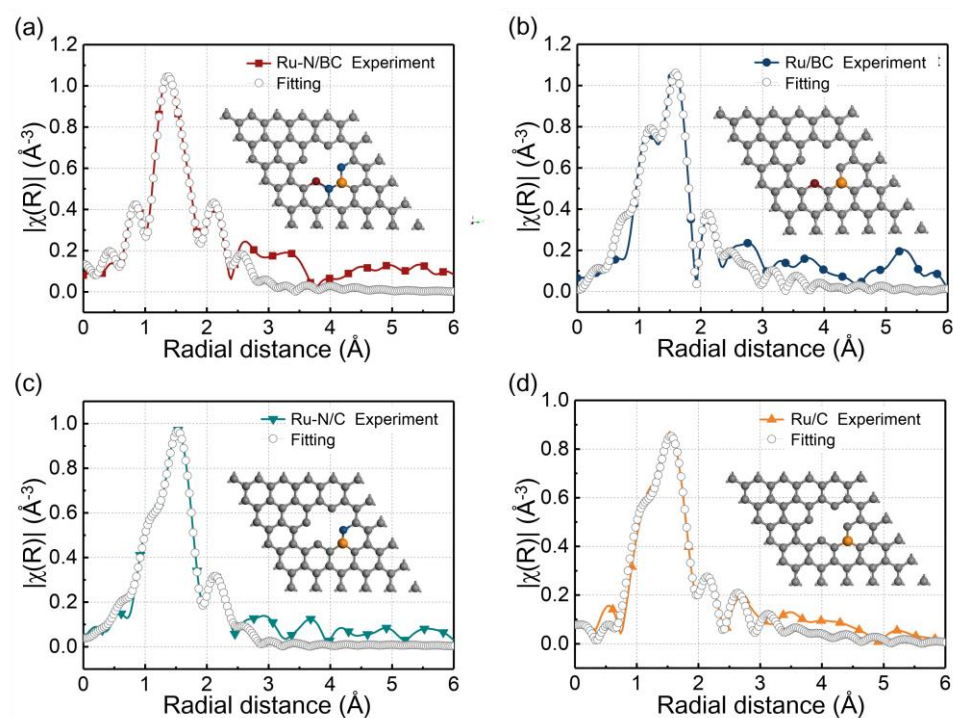 (a)
1.2
1.0
0.8
0.6
0.4
0.2
0.0
|χ(R)| (Å⁻³)
Ru-N/BC Experiment
Fitting
0 1 2 3 4 5 6
Radial distance (Å)
(b)
1.2
1.0
0.8
0.6
0.4
0.2
0.0
|χ(R)| (Å⁻³)
Ru/BC Experiment
Fitting
0 1 2 3 4 5 6
Radial distance (Å)
(c)
1.0
0.8
0.6
0.4
0.2
0.0
|χ(R)| (Å⁻³)
Ru-N/C Experiment
Fitting
0 1 2 3 4 5 6
Radial distance (Å)
(d)
1.0
0.8
0.6
0.4
0.2
0.0
|χ(R)| (Å⁻³)
Ru/C Experiment
Fitting
0 1 2 3 4 5 6
Radial distance (Å)